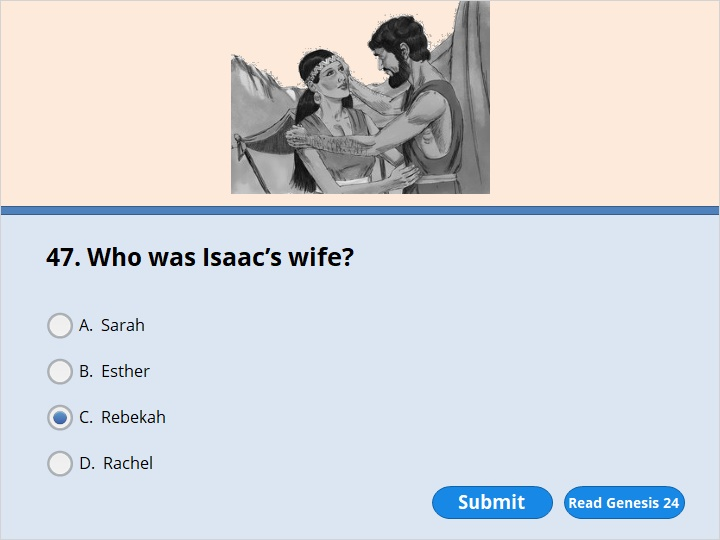 47. Who was Isaac’s wife?
A. Sarah
B. Esther
C. Rebekah
D. Rachel
Submit
Read Genesis 24